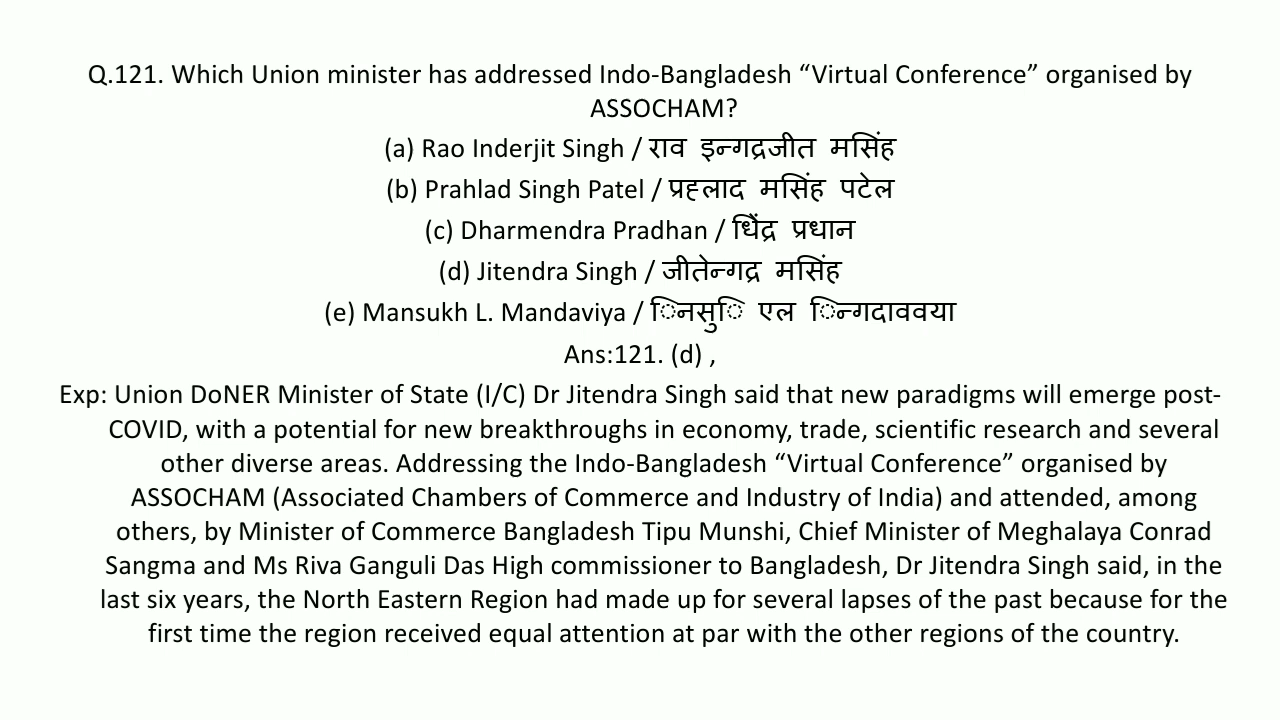 Q.121. Which Union minister has addressed Indo-Bangladesh “Virtual Conference” organised by
ASSOCHAM?
(a) Rao Inderjit Singh / राव इन्गद्रजीत मसिंह
(b) Prahlad Singh Patel / प्रह्लाद मसिंह पटेल
(c) Dharmendra Pradhan / धिेंद्र प्रधान
(d) Jitendra Singh / जीतेन्गद्र मसिंह
(e) Mansukh L. Mandaviya / िनसुि एल िन्गदाववया
Ans:121. (d) ,
Exp: Union DoNER Minister of State (I/C) Dr Jitendra Singh said that new paradigms will emerge post-
COVID, with a potential for new breakthroughs in economy, trade, scientific research and several
other diverse areas. Addressing the Indo-Bangladesh “Virtual Conference” organised by
ASSOCHAM (Associated Chambers of Commerce and Industry of India) and attended, among
others, by Minister of Commerce Bangladesh Tipu Munshi, Chief Minister of Meghalaya Conrad
Sangma and Ms Riva Ganguli Das High commissioner to Bangladesh, Dr Jitendra Singh said, in the
last six years, the North Eastern Region had made up for several lapses of the past because for the
first time the region received equal attention at par with the other regions of the country.